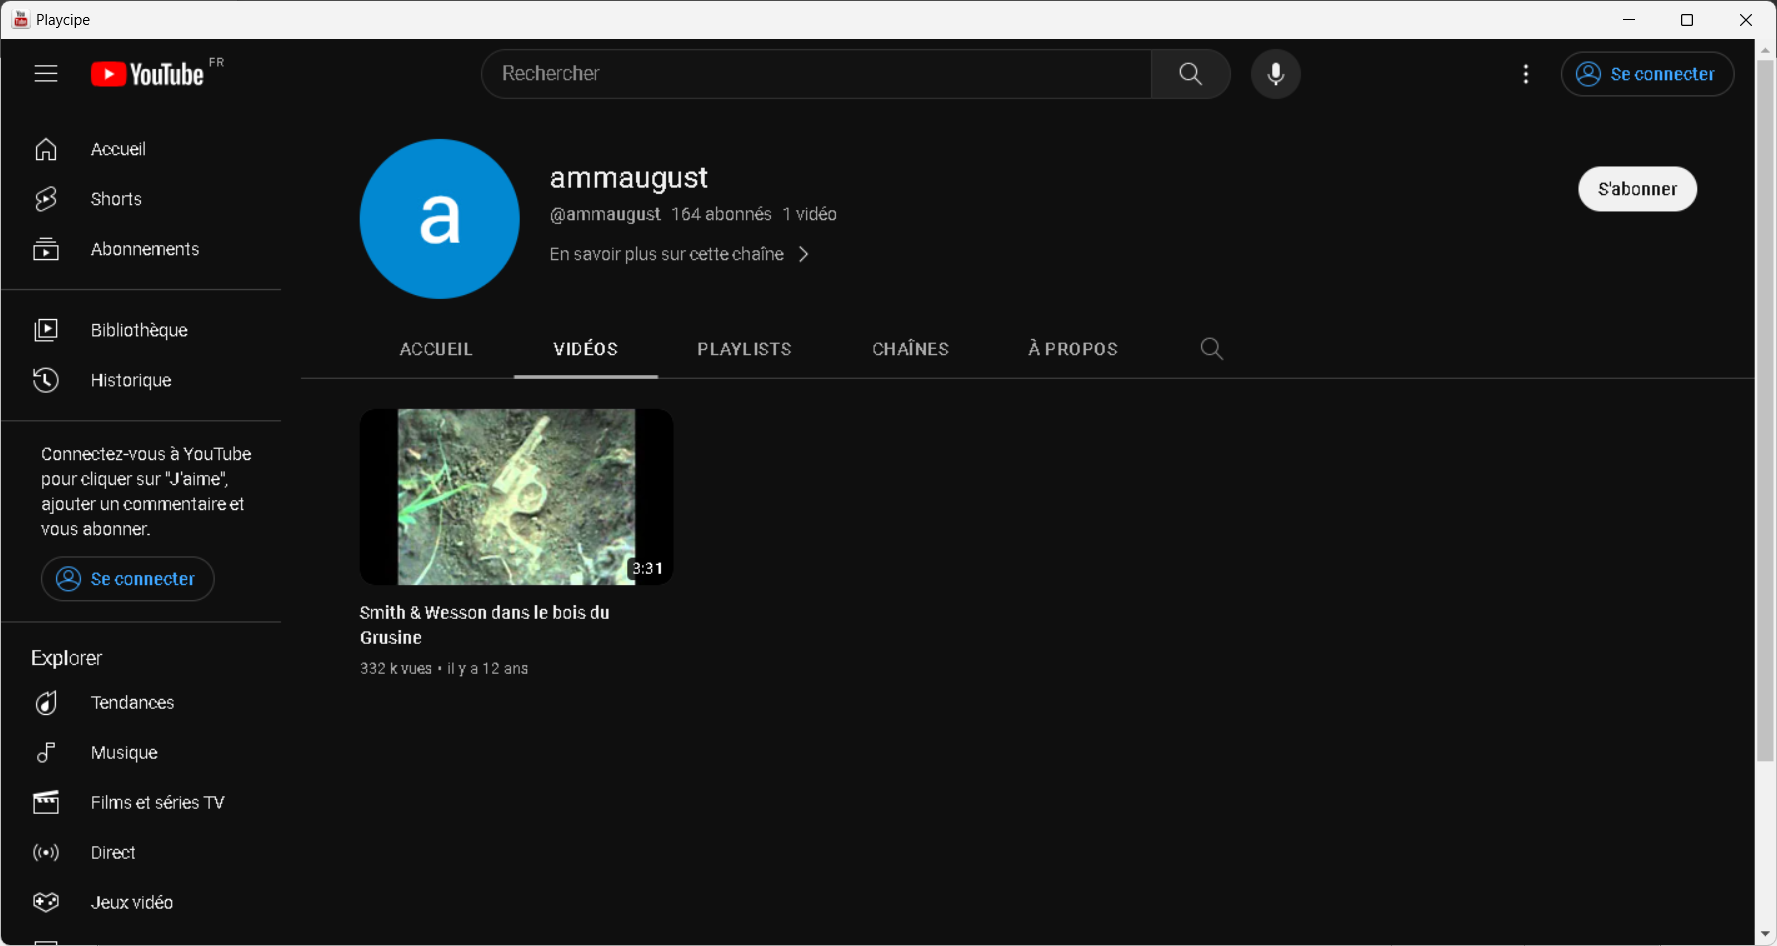 Playcipe
YouTube FR
Rechercher
Se connecter
Accueil
Shorts
Abonnements
Bibliothèque
Historique
Connectez-vous à YouTube
pour cliquer sur "J'aime",
ajouter un commentaire et
vous abonner.
Se connecter
Explorer
Tendances
Musique
Films et séries TV
Direct
Jeux vidéo
a
ammaugust
@ammaugust 164 abonnés 1 vidéo
En savoir plus sur cette chaîne
S'abonner
ACCUEIL VIDÉOS PLAYLISTS CHAÎNES À PROPOS
3:31
Smith & Wesson dans le bois du
Grusine
332 k vues • il y a 12 ans